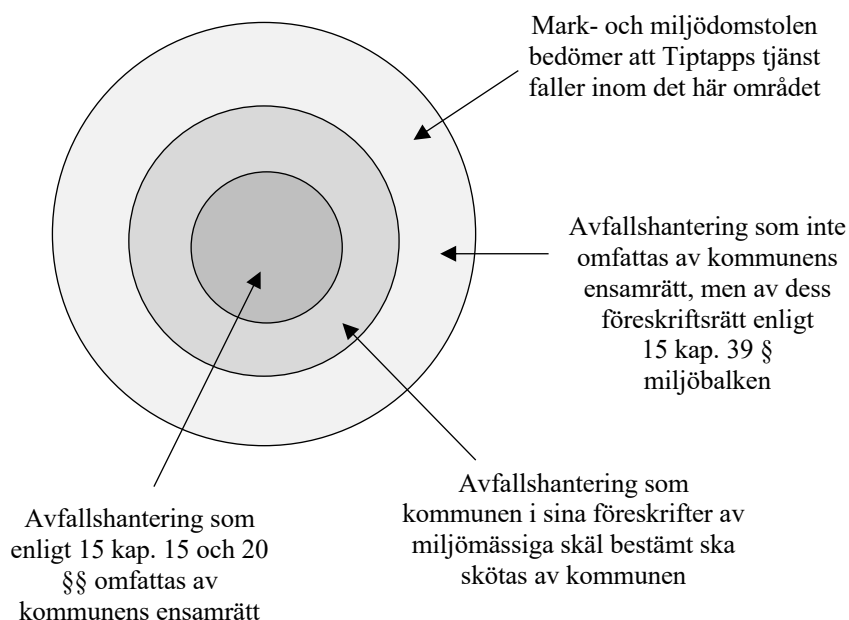 Mark- och miljödomstolen
bedömer att Tiptapps tjänst
faller inom det här området
Avfallshantering som inte
omfattas av kommunens
ensamrätt, men av dess
föreskriftsrätt enligt
15 kap. 39 §
miljöbalken
Avfallshantering som
kommunen i sina föreskrifter av
miljömässiga skäl bestämt ska
skötas av kommunen
Avfallshantering som
enligt 15 kap. 15 och 20
§§ omfattas av
kommunens ensamrätt